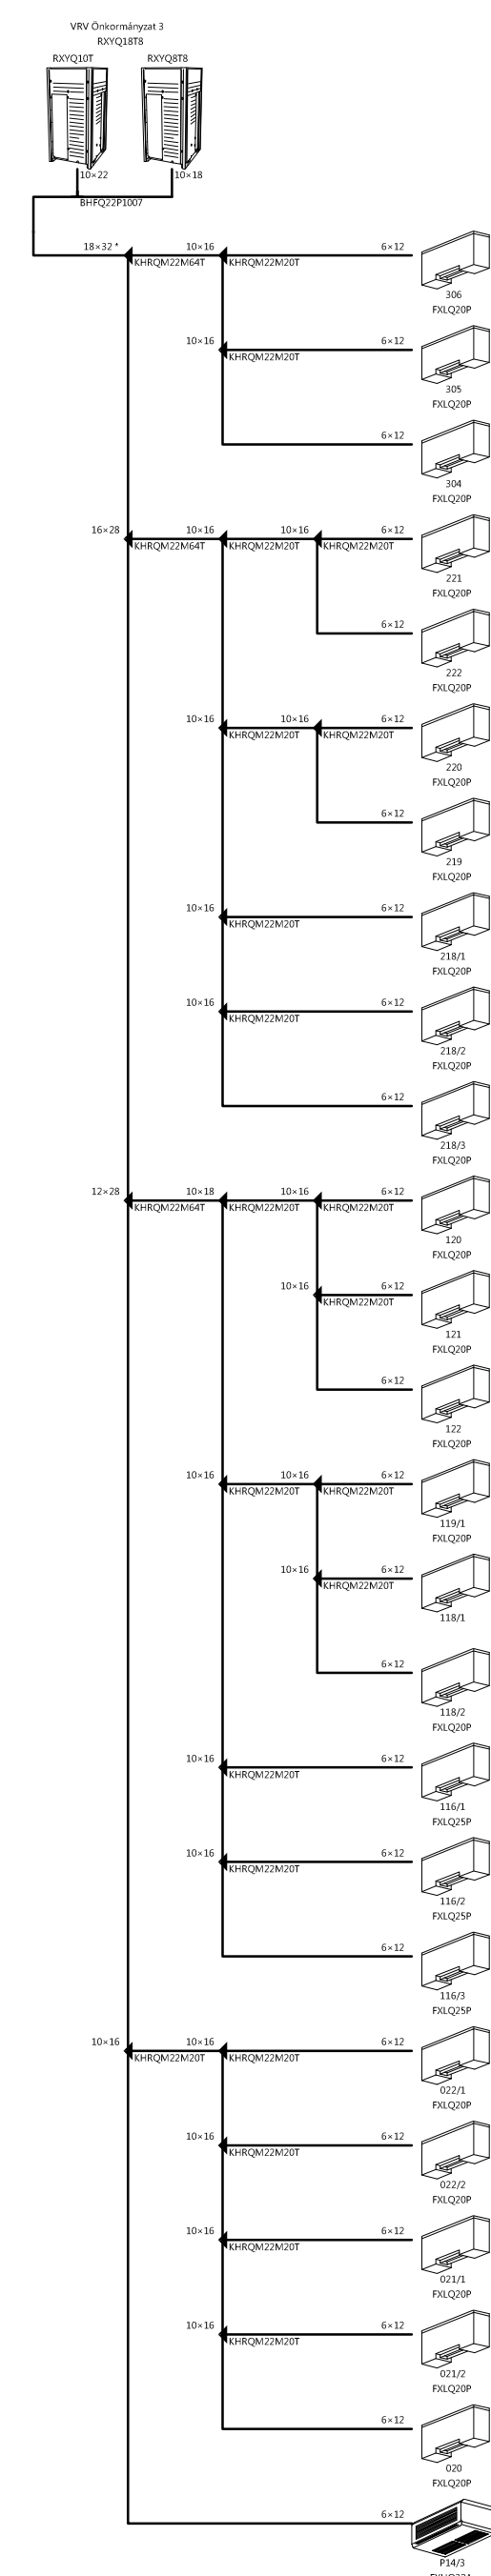 VRV Önkormányzat 3
RXYQ18T8
RXYQ10T RXYQ8T8
10×22 10×18
BHFQ22P1007
18×32 * 10×16 6×12
KHRQM22M64T KHRQM22M20T
306
FXLQ20P
10×16 6×12
KHRQM22M20T
305
FXLQ20P
6×12
304
FXLQ20P
16×28 10×16 10×16 6×12
KHRQM22M64T KHRQM22M20T KHRQM22M20T
221
FXLQ20P
6×12
222
FXLQ20P
10×16 10×16 6×12
KHRQM22M20T KHRQM22M20T
220
FXLQ20P
6×12
219
FXLQ20P
10×16 6×12
KHRQM22M20T
218/1
FXLQ20P
10×16 6×12
KHRQM22M20T
218/2
FXLQ20P
6×12
218/3
FXLQ20P
12×28 10×18 10×16 6×12
KHRQM22M64T KHRQM22M20T KHRQM22M20T
120
FXLQ20P
10×16 6×12
KHRQM22M20T
121
FXLQ20P
6×12
122
FXLQ20P
10×16 10×16 6×12
KHRQM22M20T KHRQM22M20T
119/1
FXLQ20P
10×16 6×12
KHRQM22M20T
118/1
6×12
118/2
FXLQ20P
10×16 6×12
KHRQM22M20T
116/1
FXLQ25P
10×16 6×12
KHRQM22M20T
116/2
FXLQ25P
6×12
116/3
FXLQ25P
10×16 10×16 6×12
KHRQM22M20T KHRQM22M20T
022/1
FXLQ20P
10×16 6×12
KHRQM22M20T
022/2
FXLQ20P
10×16 6×12
KHRQM22M20T
021/1
FXLQ20P
10×16 6×12
KHRQM22M20T
021/2
FXLQ20P
6×12
020
FXLQ20P
6×12
P14/3